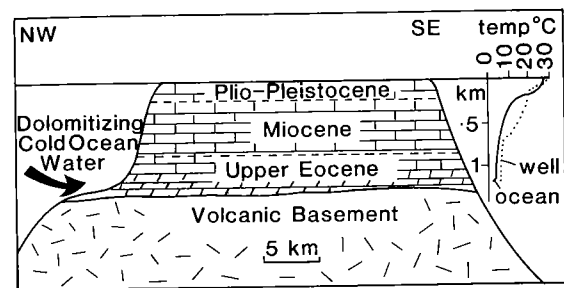 NW
SE
temp°C
0
10
20
30
Plio-Pleistocene
km
Dolomitizing
Cold Ocean
Water
Miocene
.5
Upper Eocene
1
well
ocean
Volcanic Basement
5 km